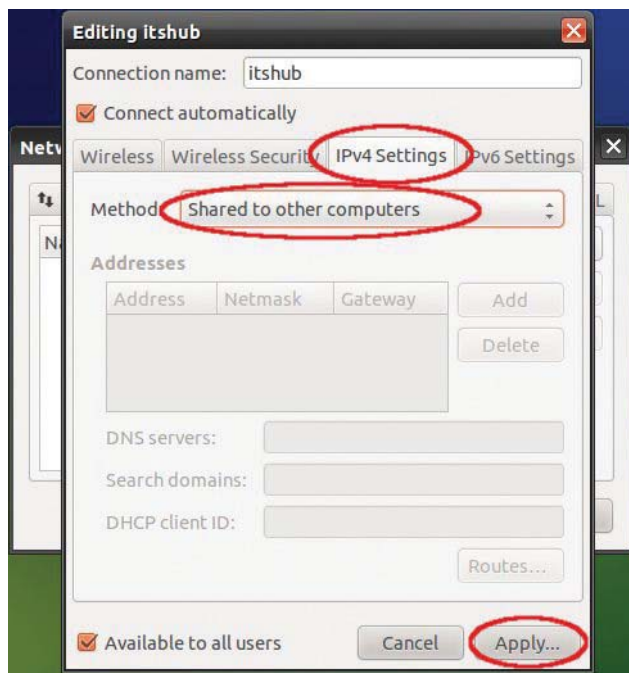 Editing itshub
Connection name: itshub
Connect automatically
Netw
Wireless Wireless Security IPv4 Settings IPv6 Settings
L
Method: Shared to other computers
Na
Addresses
Address Netmask Gateway Add
Delete
DNS servers:
Search domains:
DHCP client ID:
Routes...
Available to all users Cancel Apply...